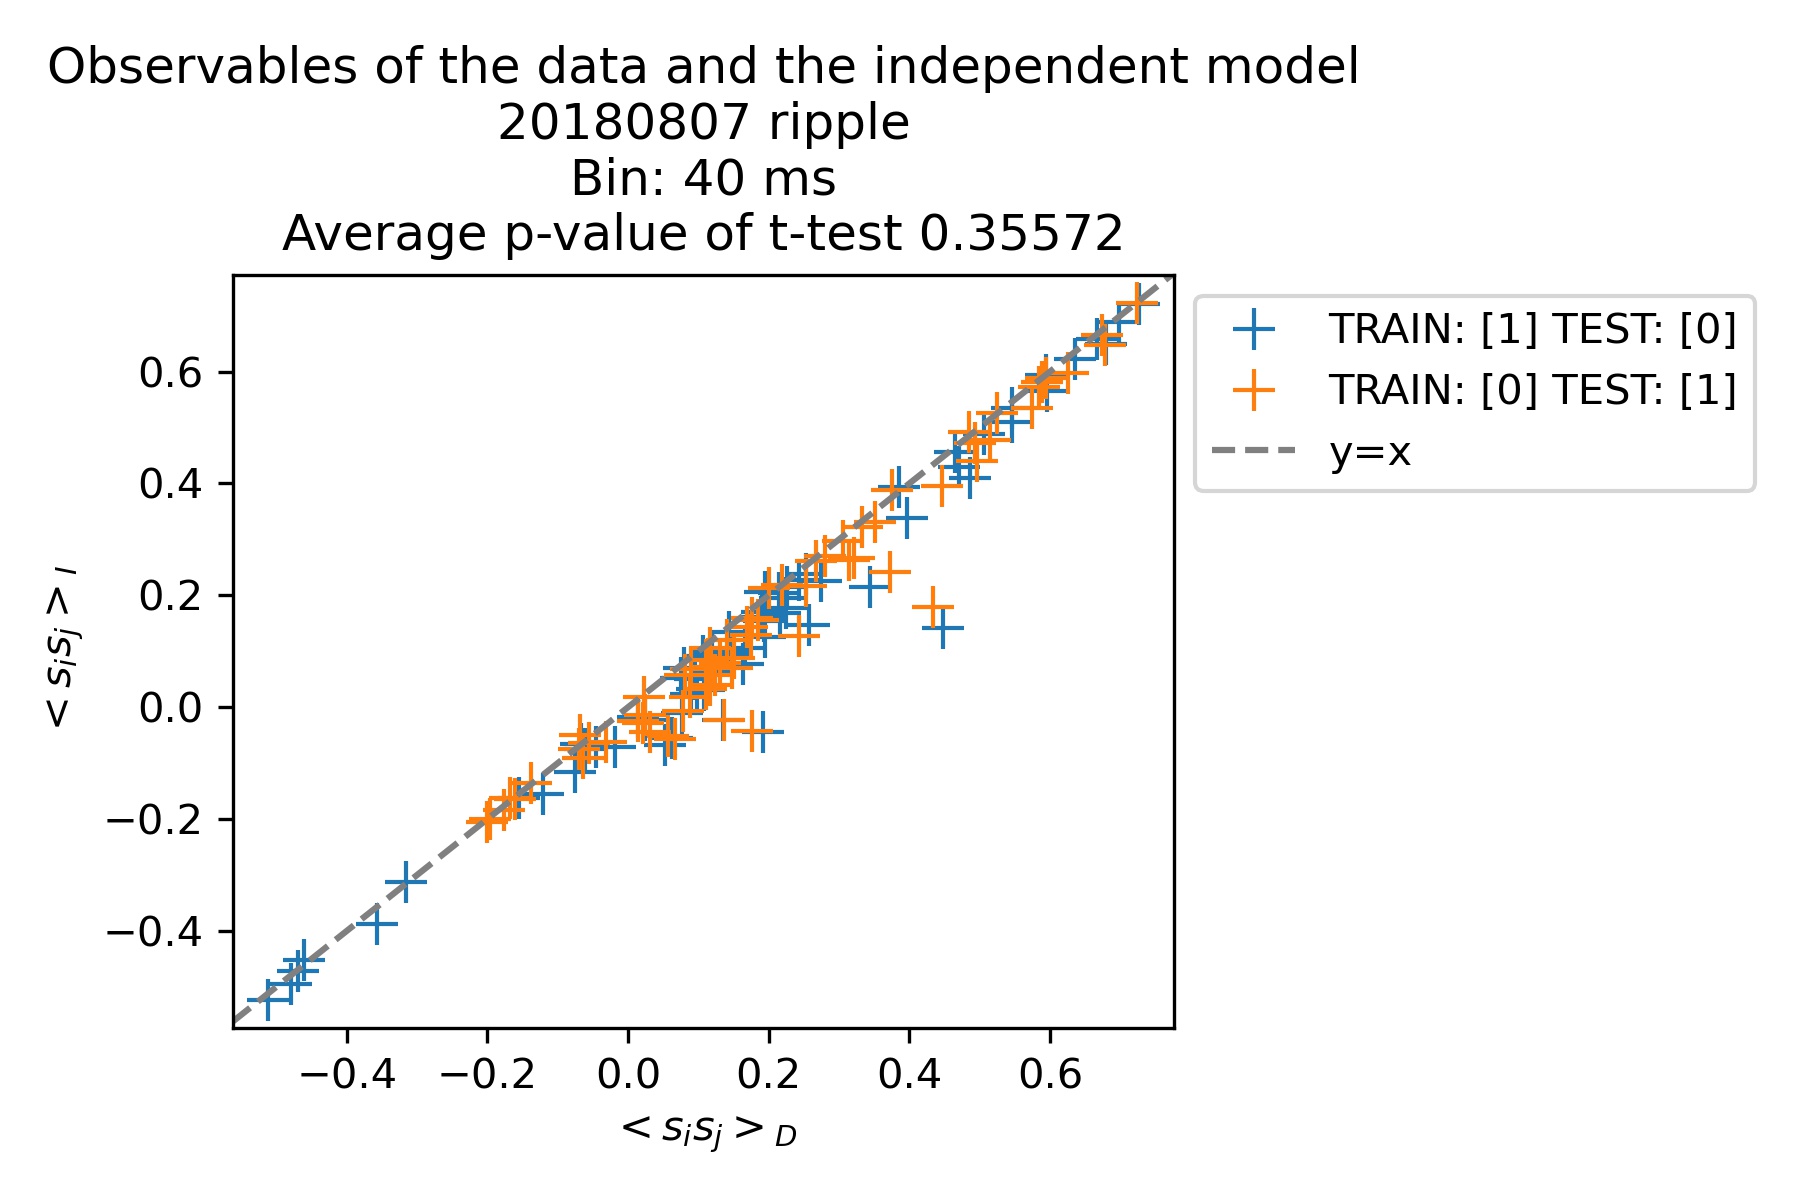 Observables of the data and the independent model
20180807 ripple
Bin: 40 ms
Average p-value of t-test 0.35572
TRAIN: [1] TEST: [0]
TRAIN: [0] TEST: [1]
y=x
0.6
0.4
0.2
0.0
−0.2
−0.4
< s_i s_j >_I
−0.4 −0.2 0.0 0.2 0.4 0.6
< s_i s_j >_D